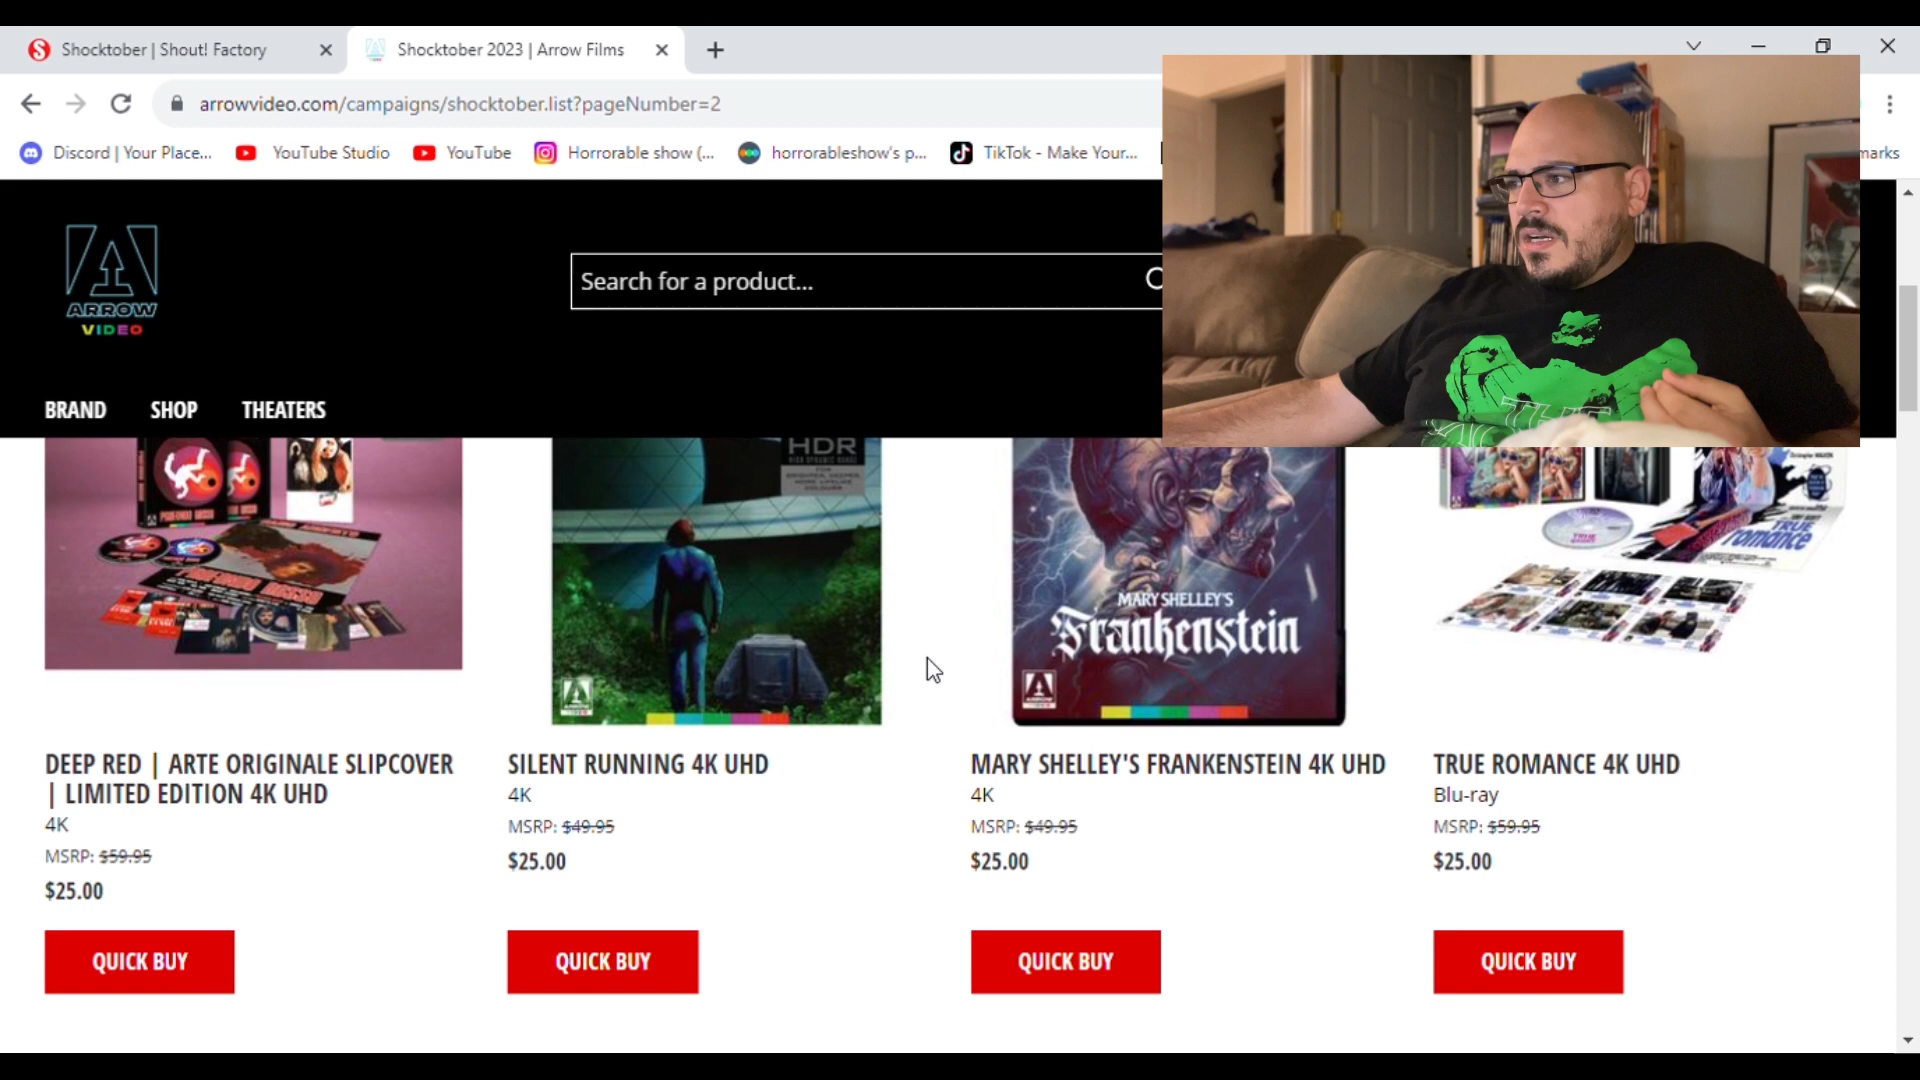 Shocktober | Shout! Factory
Shocktober 2023 | Arrow Films
arrowvideo.com/campaigns/shocktober.list?pageNumber=2
Discord | Your Place...
YouTube Studio
YouTube
Horrorable show (...
horrorableshow's p...
TikTok - Make Your...
marks
ARROW
VIDEO
Search for a product...
BRAND
SHOP
THEATERS
HDR
MARY SHELLEY'S
Frankenstein
TRUE
romance
DEEP RED | ARTE ORIGINALE SLIPCOVER
| LIMITED EDITION 4K UHD
4K
MSRP: $59.95
$25.00
QUICK BUY
SILENT RUNNING 4K UHD
4K
MSRP: $49.95
$25.00
QUICK BUY
MARY SHELLEY'S FRANKENSTEIN 4K UHD
4K
MSRP: $49.95
$25.00
QUICK BUY
TRUE ROMANCE 4K UHD
Blu-ray
MSRP: $59.95
$25.00
QUICK BUY